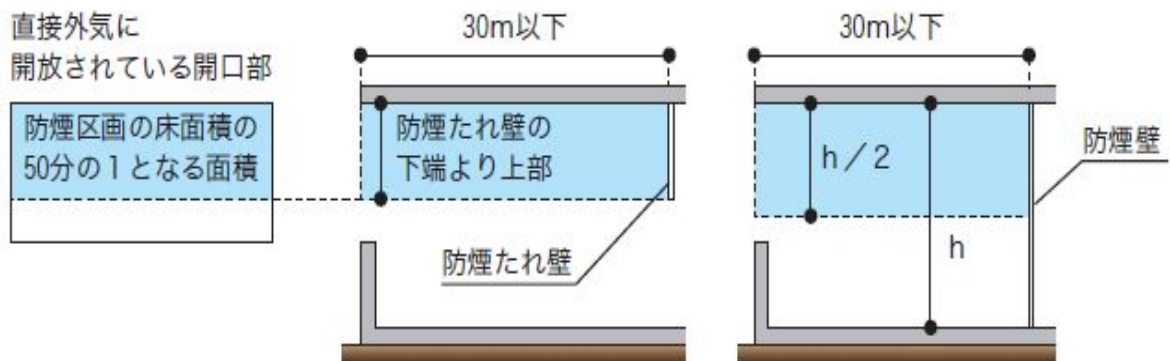 直接外気に
開放されている開口部
防煙区画の床面積の
50分の1となる面積
30m以下
防煙たれ壁の
下端より上部
防煙たれ壁
30m以下
h／2
h
防煙壁